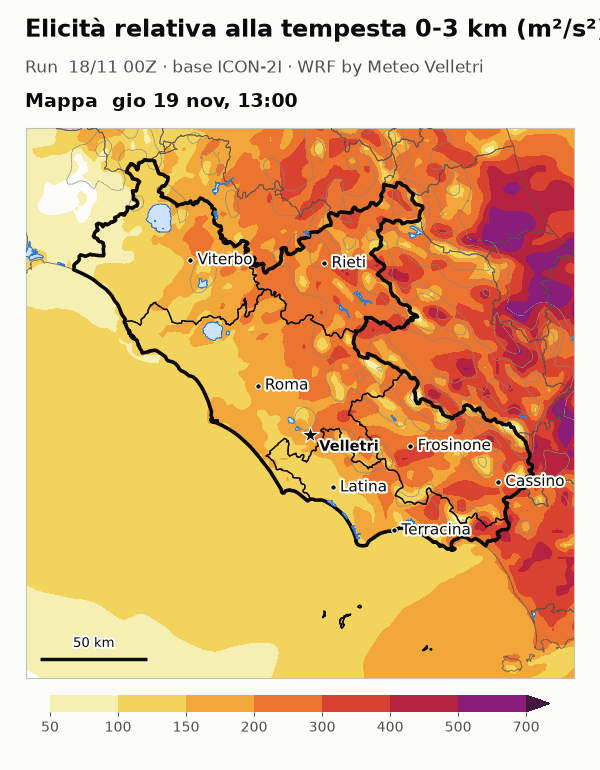 Elicità relativa alla tempesta 0-3 km (m²/s²)
Run 18/11 00Z · base ICON-2I · WRF by Meteo Velletri
Mappa gio 19 nov, 13:00
Viterbo
Rieti
Roma
Velletri
Frosinone
Cassino
Latina
Terracina
50 km
50 100 150 200 300 400 500 700